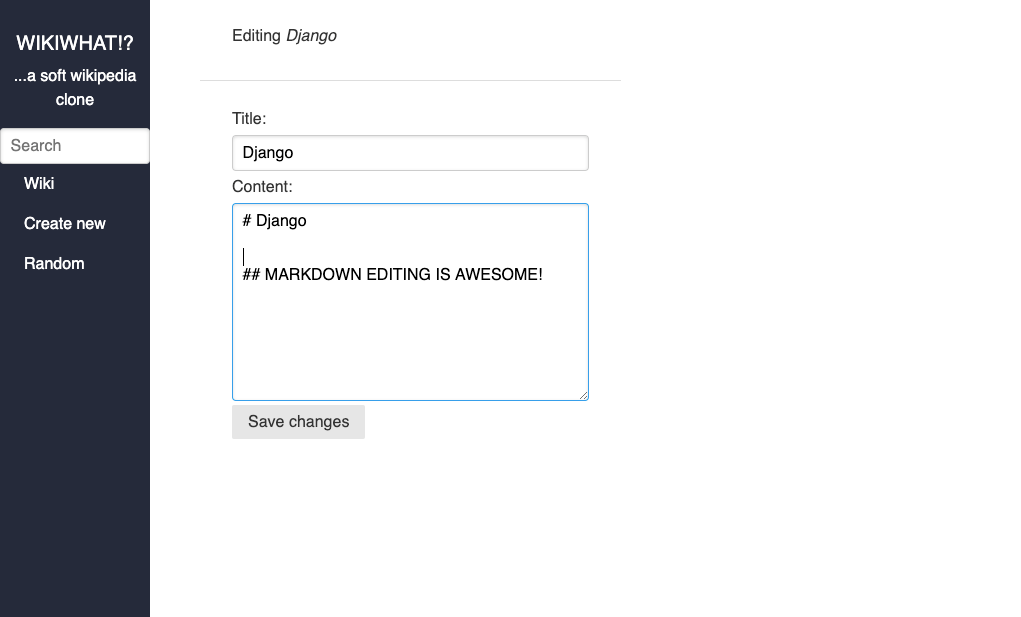 WIKIWHAT!?
...a soft wikipedia
clone
Search
Wiki
Create new
Random
Editing Django
Title:
Django
Content:
# Django
## MARKDOWN EDITING IS AWESOME!
Save changes